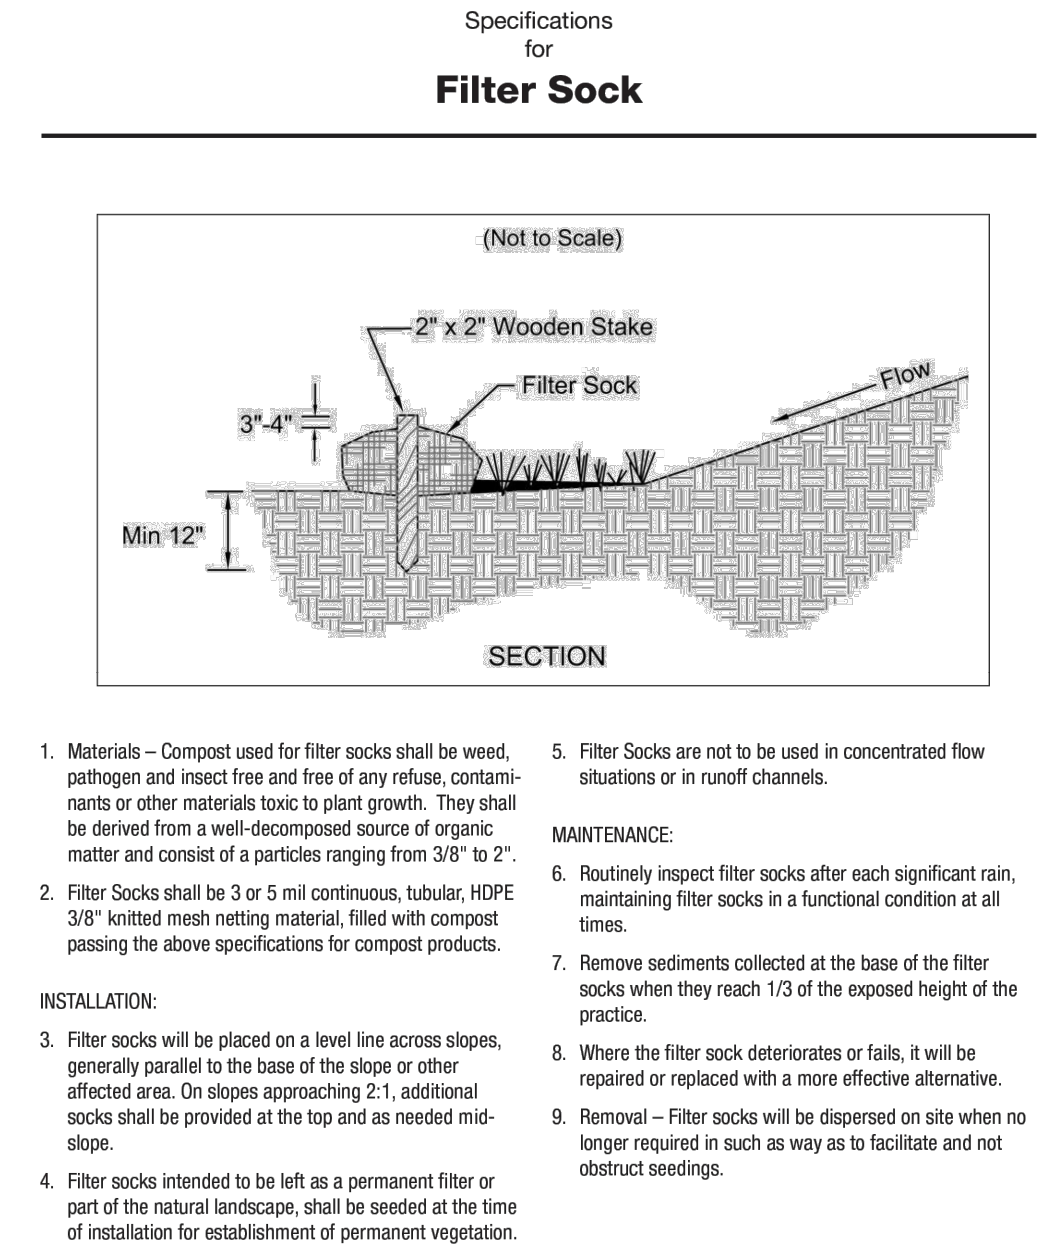 Specifications
for
Filter Sock
(Not to Scale)
2" x 2" Wooden Stake
Filter Sock
Flow
3"-4"
Min 12"
SECTION
1. Materials – Compost used for filter socks shall be weed,
pathogen and insect free and free of any refuse, contami-
nants or other materials toxic to plant growth.  They shall
be derived from a well-decomposed source of organic
matter and consist of a particles ranging from 3/8" to 2".
2. Filter Socks shall be 3 or 5 mil continuous, tubular, HDPE
3/8" knitted mesh netting material, filled with compost
passing the above specifications for compost products.
INSTALLATION:
3. Filter socks will be placed on a level line across slopes,
generally parallel to the base of the slope or other
affected area. On slopes approaching 2:1, additional
socks shall be provided at the top and as needed mid-
slope.
4. Filter socks intended to be left as a permanent filter or
part of the natural landscape, shall be seeded at the time
of installation for establishment of permanent vegetation.
5. Filter Socks are not to be used in concentrated flow
situations or in runoff channels.
MAINTENANCE:
6. Routinely inspect filter socks after each significant rain,
maintaining filter socks in a functional condition at all
times.
7. Remove sediments collected at the base of the filter
socks when they reach 1/3 of the exposed height of the
practice.
8. Where the filter sock deteriorates or fails, it will be
repaired or replaced with a more effective alternative.
9. Removal – Filter socks will be dispersed on site when no
longer required in such as way as to facilitate and not
obstruct seedings.